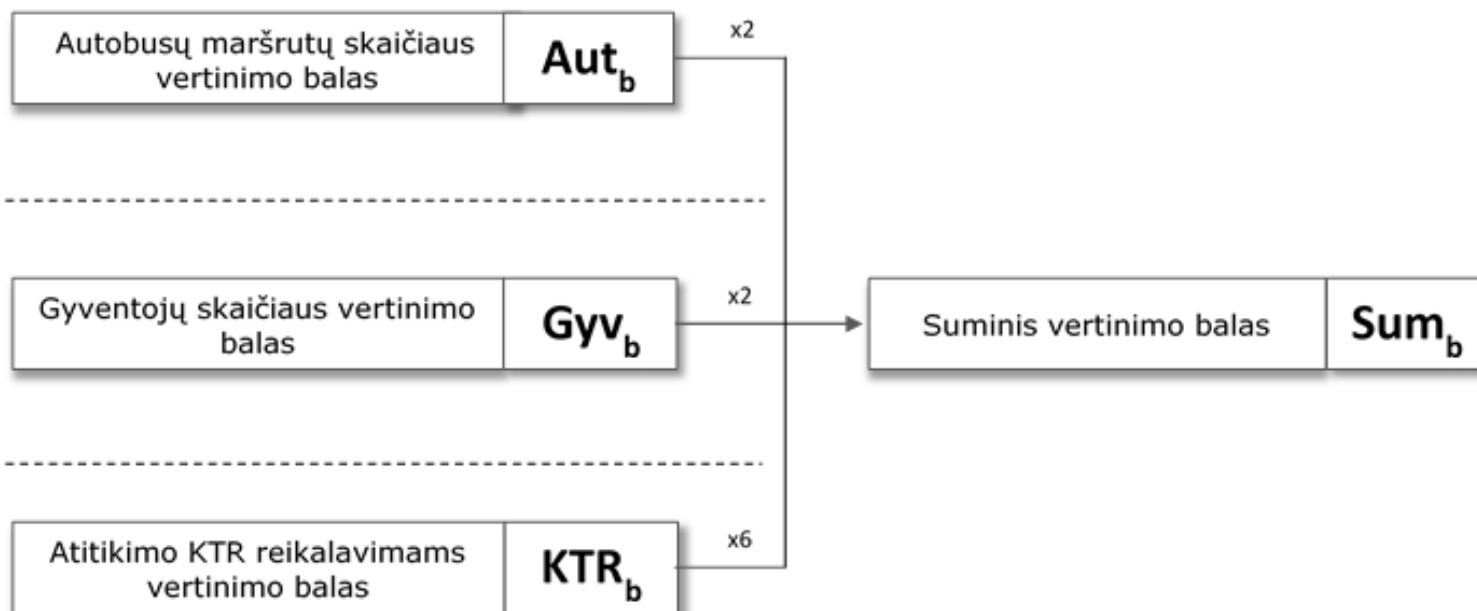 Autobusų maršrutų skaičiaus
vertinimo balas
Aut_b
x2
Gyventojų skaičiaus vertinimo
balas
Gyv_b
x2
Suminis vertinimo balas
Sum_b
Atitikimo KTR reikalavimams
vertinimo balas
KTR_b
x6